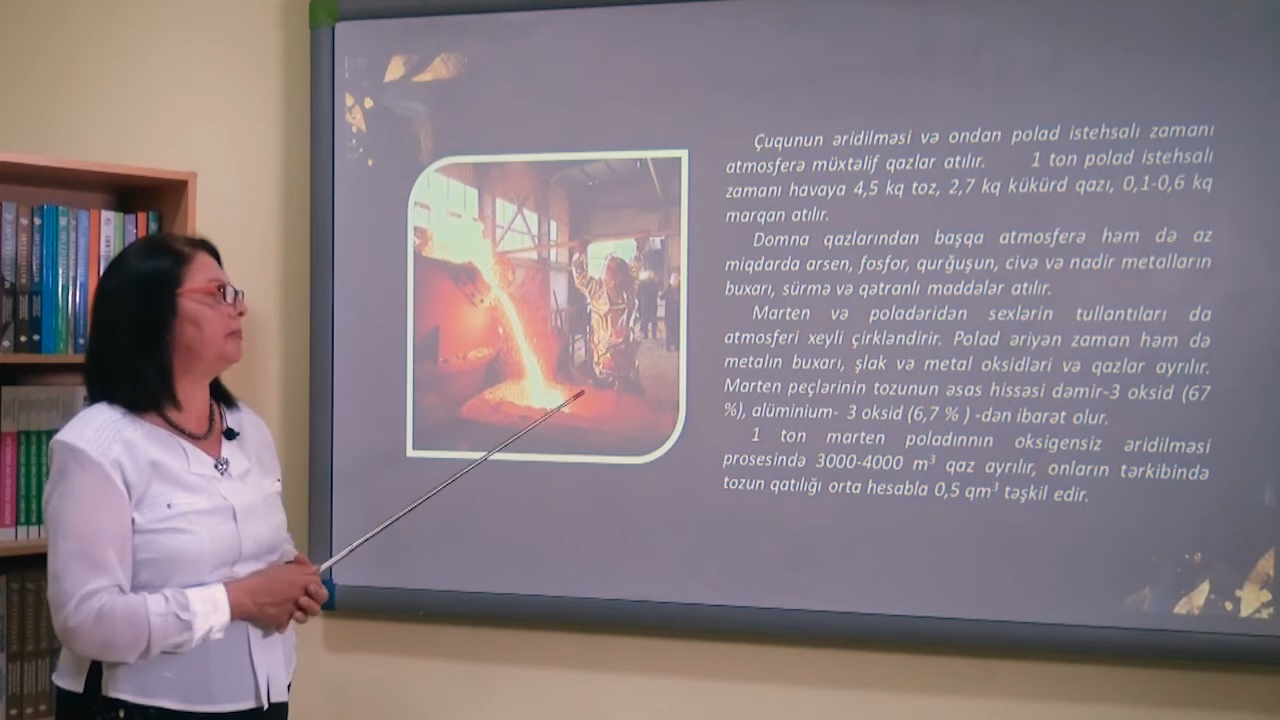 Çuqunun əridilməsi və ondan polad istehsalı zamanı
atmosferə müxtəlif qazlar atılır. 1 ton polad istehsalı
zamanı havaya 4,5 kq toz, 2,7 kq kükürd qazı, 0,1-0,6 kq
marqan atılır.
Domna qazlarından başqa atmosferə həm də az
miqdarda arsen, fosfor, qurğuşun, civə və nadir metalların
buxarı, sürmə və qətranlı maddələr atılır.
Marten və poladəridən sexlərin tullantıları da
atmosferi xeyli çirkləndirir. Polad əriyən zaman həm də
metalın buxarı, şlak və metal oksidləri və qazlar ayrılır.
Marten peçlərinin tozunun əsas hissəsi dəmir-3 oksid (67
%), alüminium- 3 oksid (6,7 % ) -dən ibarət olur.
1 ton marten poladınnın oksigensiz əridilməsi
prosesində 3000-4000 m³ qaz ayrılır, onların tərkibində
tozun qatılığı orta hesabla 0,5 qm³ təşkil edir.